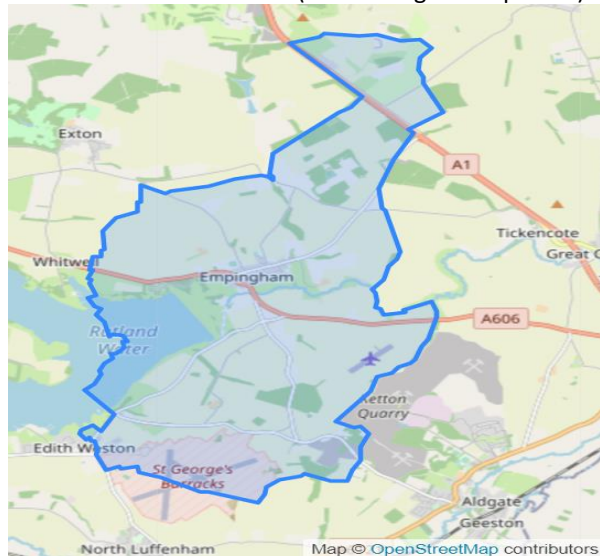 Exton
A1
Tickencote
Great C
Whitwell
Empingham
Rutland
Water
A606
Ketton
Quarry
Edith Weston
St George's
Barracks
Aldgate
Geeston
North Luffenham
Map © OpenStreetMap contributors